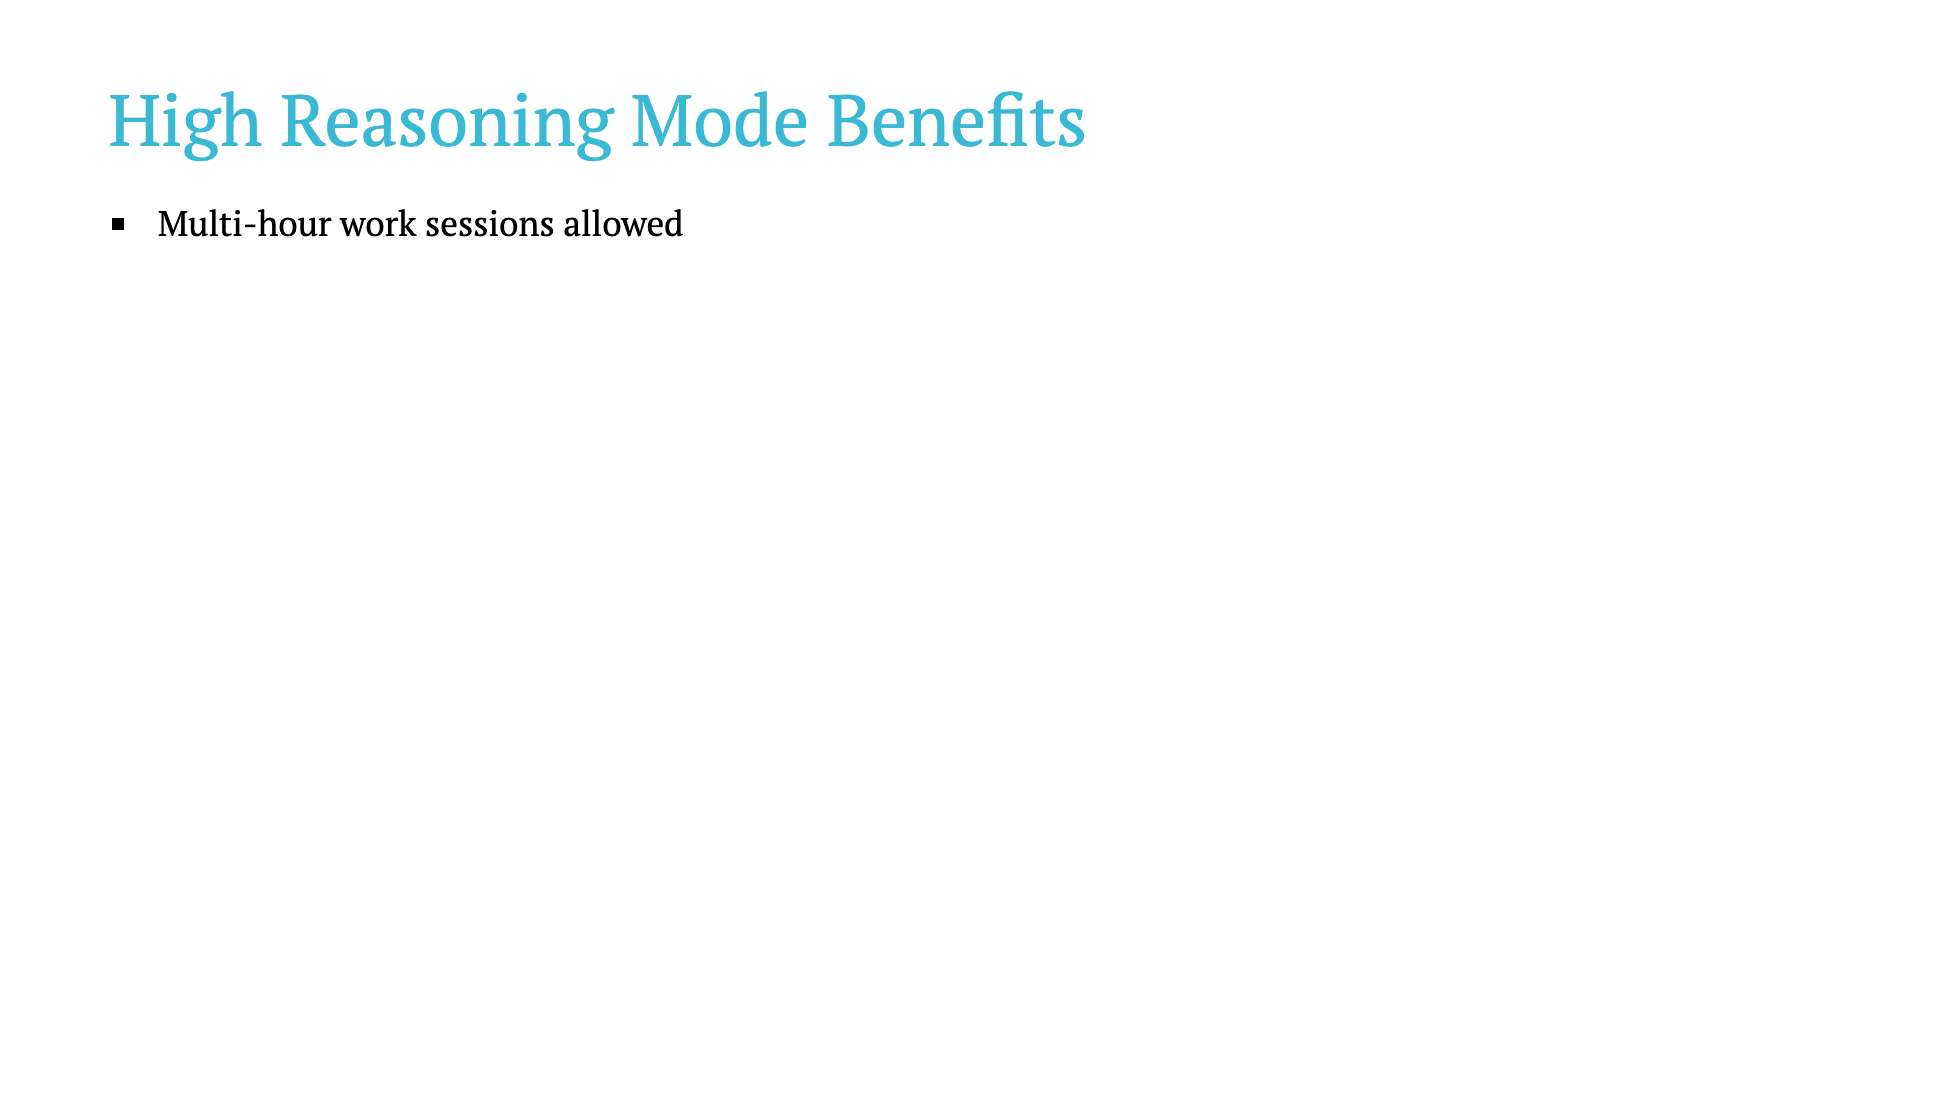 High Reasoning Mode Benefits
▪ Multi-hour work sessions allowed